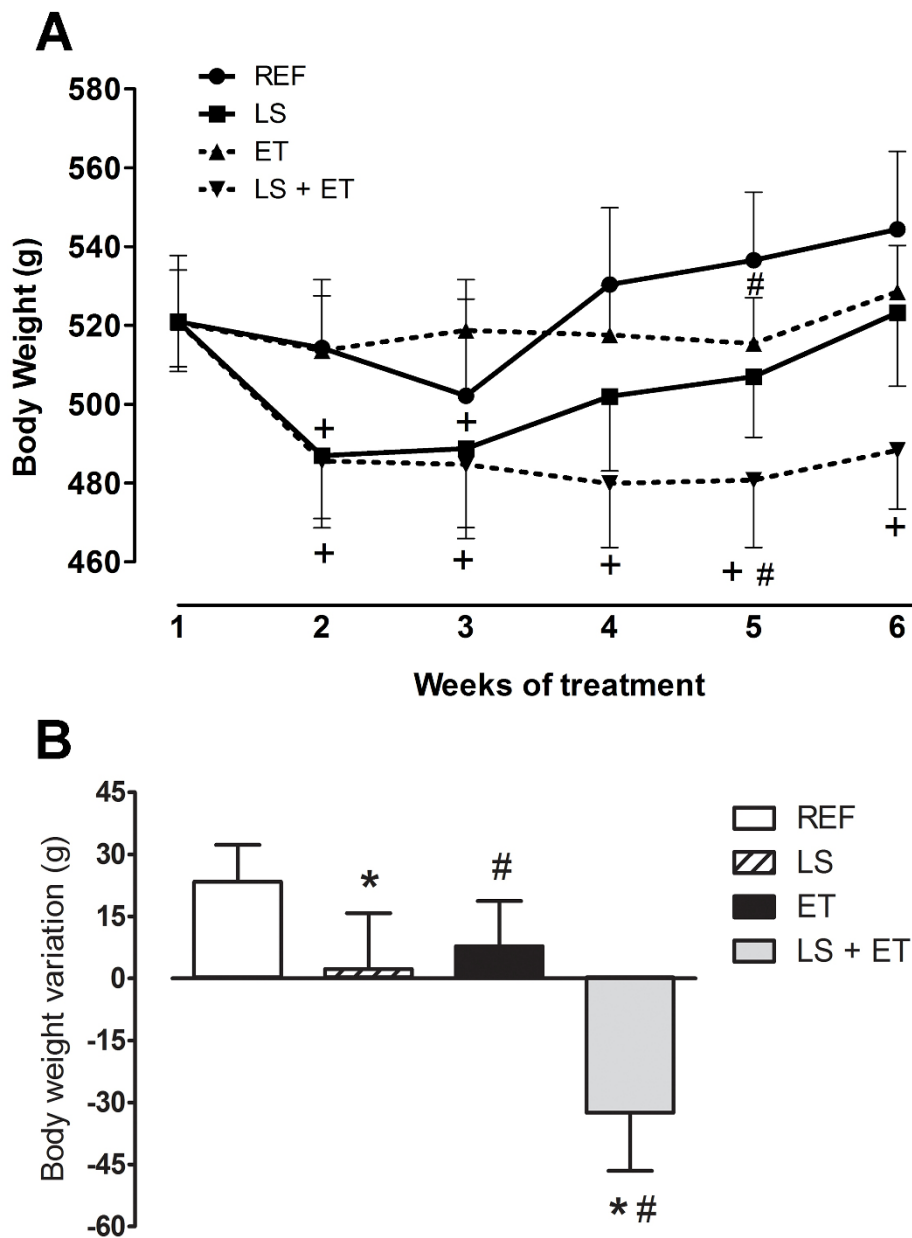 A
REF
LS
ET
LS + ET
Body Weight (g)
580
560
540
520
500
480
460
#
+ +
+ + + + # +
1 2 3 4 5 6
Weeks of treatment
B
Body weight variation (g)
45
30
15
0
-15
-30
-45
-60
* #
* #
REF
LS
ET
LS + ET